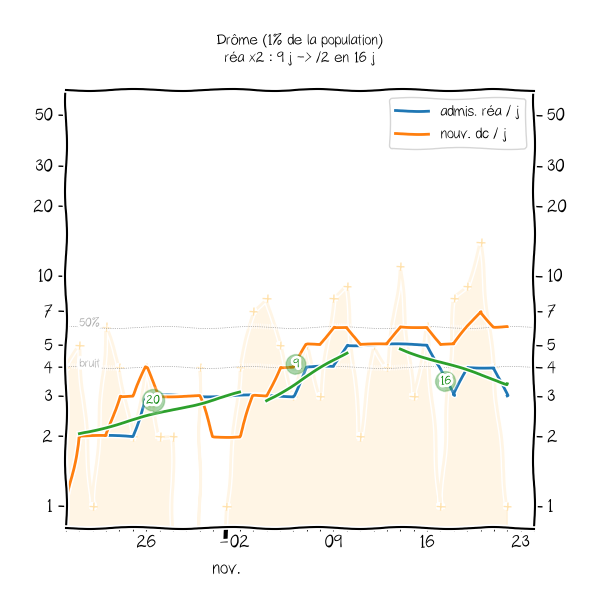 Drôme (1% de la population)
réa x2 : 9 j -> /2 en 16 j
admis. réa / j
nouv. dc / j
50 50
30 30
20 20
10 10
7 7
50%
5 5
bruit
4 4
9
16
3 3
20
2 2
1 1
26 -02 09 16 23
nov.